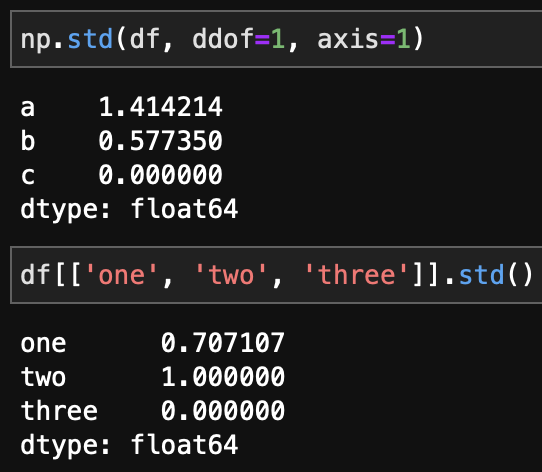 np.std(df, ddof=1, axis=1)
a    1.414214
b    0.577350
c    0.000000
dtype: float64
df[['one', 'two', 'three']].std()
one      0.707107
two      1.000000
three    0.000000
dtype: float64